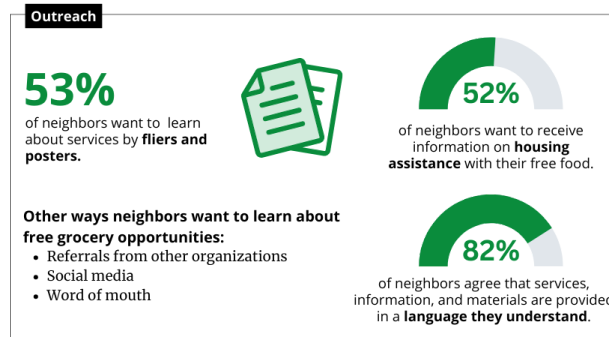 Outreach
53%
of neighbors want to learn
about services by fliers and
posters.
52%
of neighbors want to receive
information on housing
assistance with their free food.
Other ways neighbors want to learn about
free grocery opportunities:
• Referrals from other organizations
• Social media
• Word of mouth
82%
of neighbors agree that services,
information, and materials are provided
in a language they understand.